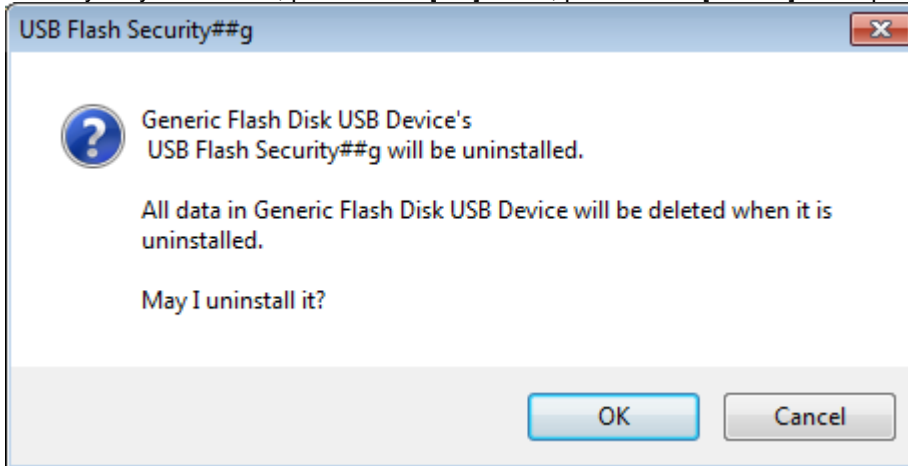 USB Flash Security##g
Generic Flash Disk USB Device's
USB Flash Security##g will be uninstalled.
All data in Generic Flash Disk USB Device will be deleted when it is
uninstalled.
May I uninstall it?
OK
Cancel